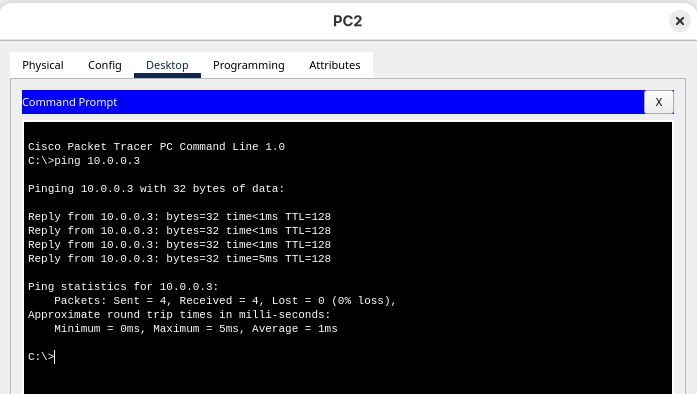 PC2
Physical Config Desktop Programming Attributes
Command Prompt X
Cisco Packet Tracer PC Command Line 1.0
C:\>ping 10.0.0.3
Pinging 10.0.0.3 with 32 bytes of data:
Reply from 10.0.0.3: bytes=32 time<1ms TTL=128
Reply from 10.0.0.3: bytes=32 time<1ms TTL=128
Reply from 10.0.0.3: bytes=32 time<1ms TTL=128
Reply from 10.0.0.3: bytes=32 time=5ms TTL=128
Ping statistics for 10.0.0.3:
    Packets: Sent = 4, Received = 4, Lost = 0 (0% loss),
Approximate round trip times in milli-seconds:
    Minimum = 0ms, Maximum = 5ms, Average = 1ms
C:\>